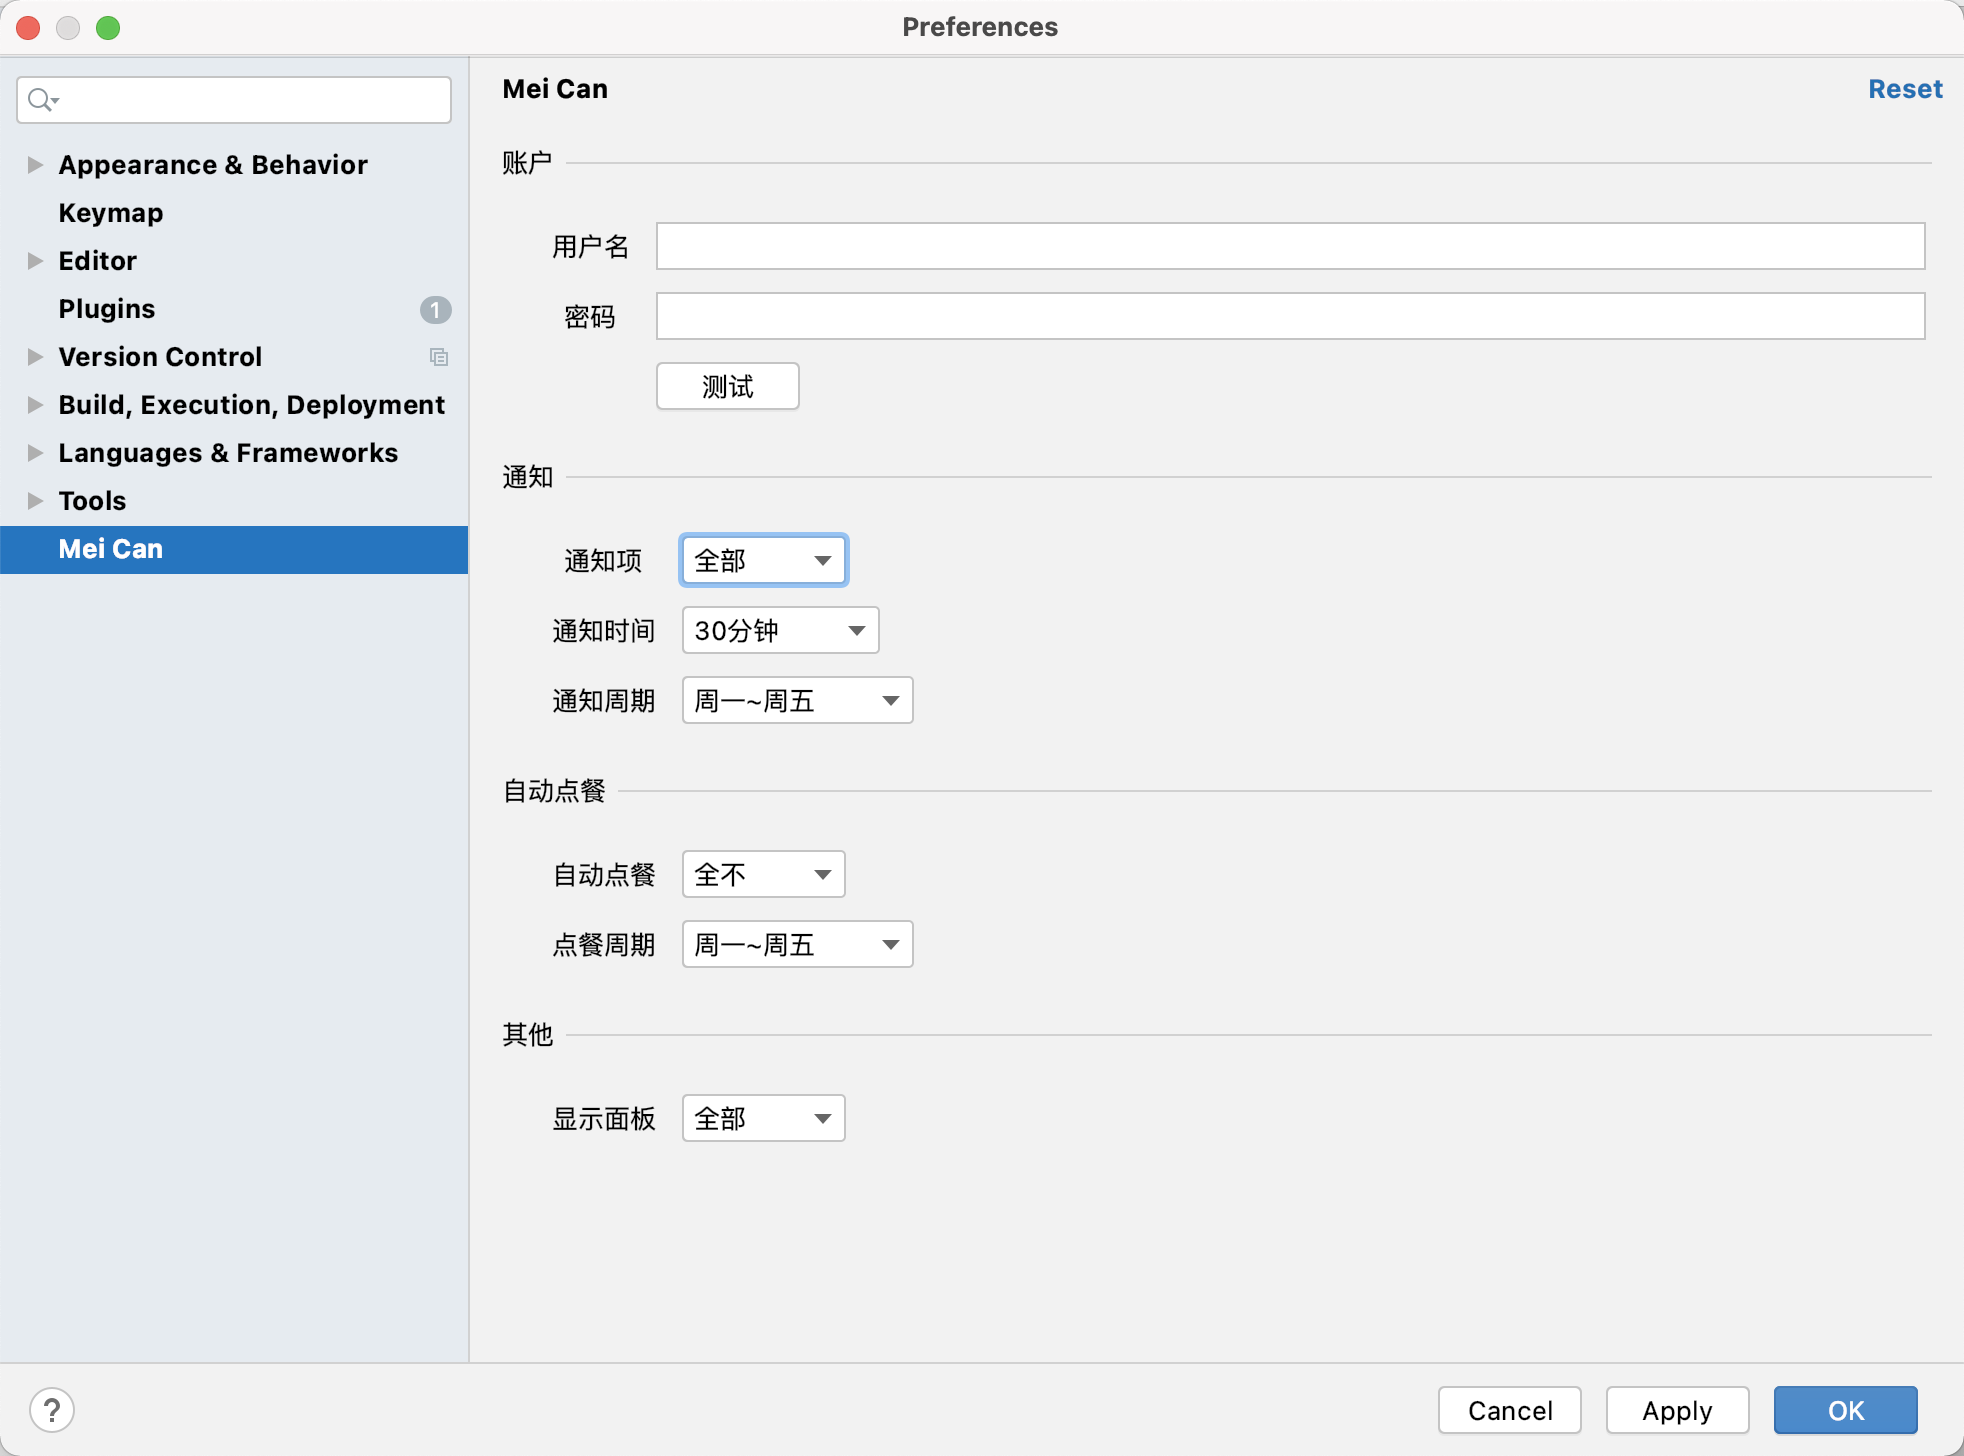 Preferences
Appearance & Behavior
Keymap
Editor
Plugins 1
Version Control
Build, Execution, Deployment
Languages & Frameworks
Tools
Mei Can
Mei Can Reset
账户
用户名
密码
测试
通知
通知项 全部
通知时间 30分钟
通知周期 周一~周五
自动点餐
自动点餐 全不
点餐周期 周一~周五
其他
显示面板 全部
? Cancel Apply OK